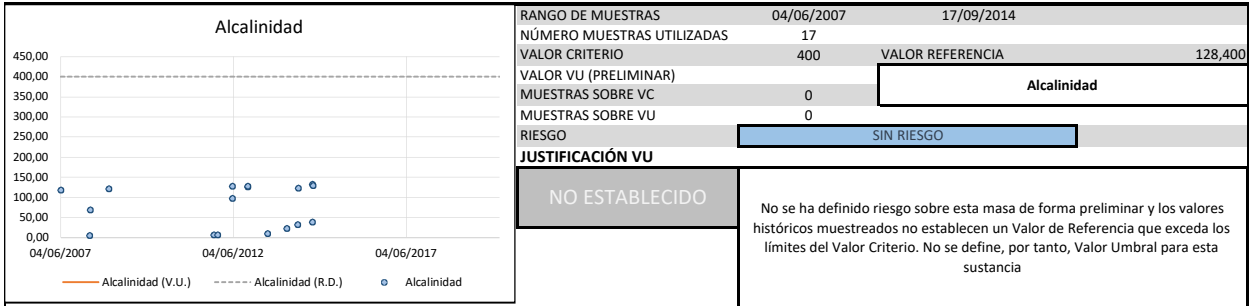 Alcalinidad
450,00
400,00
350,00
300,00
250,00
200,00
150,00
100,00
50,00
0,00
04/06/2007 04/06/2012 04/06/2017
Alcalinidad (V.U.) Alcalinidad (R.D.) Alcalinidad
RANGO DE MUESTRAS 04/06/2007 17/09/2014
NÚMERO MUESTRAS UTILIZADAS 17
VALOR CRITERIO 400 VALOR REFERENCIA 128,400
VALOR VU (PRELIMINAR)
Alcalinidad
MUESTRAS SOBRE VC 0
MUESTRAS SOBRE VU 0
RIESGO SIN RIESGO
JUSTIFICACIÓN VU
NO ESTABLECIDO
No se ha definido riesgo sobre esta masa de forma preliminar y los valores
históricos muestreados no establecen un Valor de Referencia que exceda los
límites del Valor Criterio. No se define, por tanto, Valor Umbral para esta
sustancia